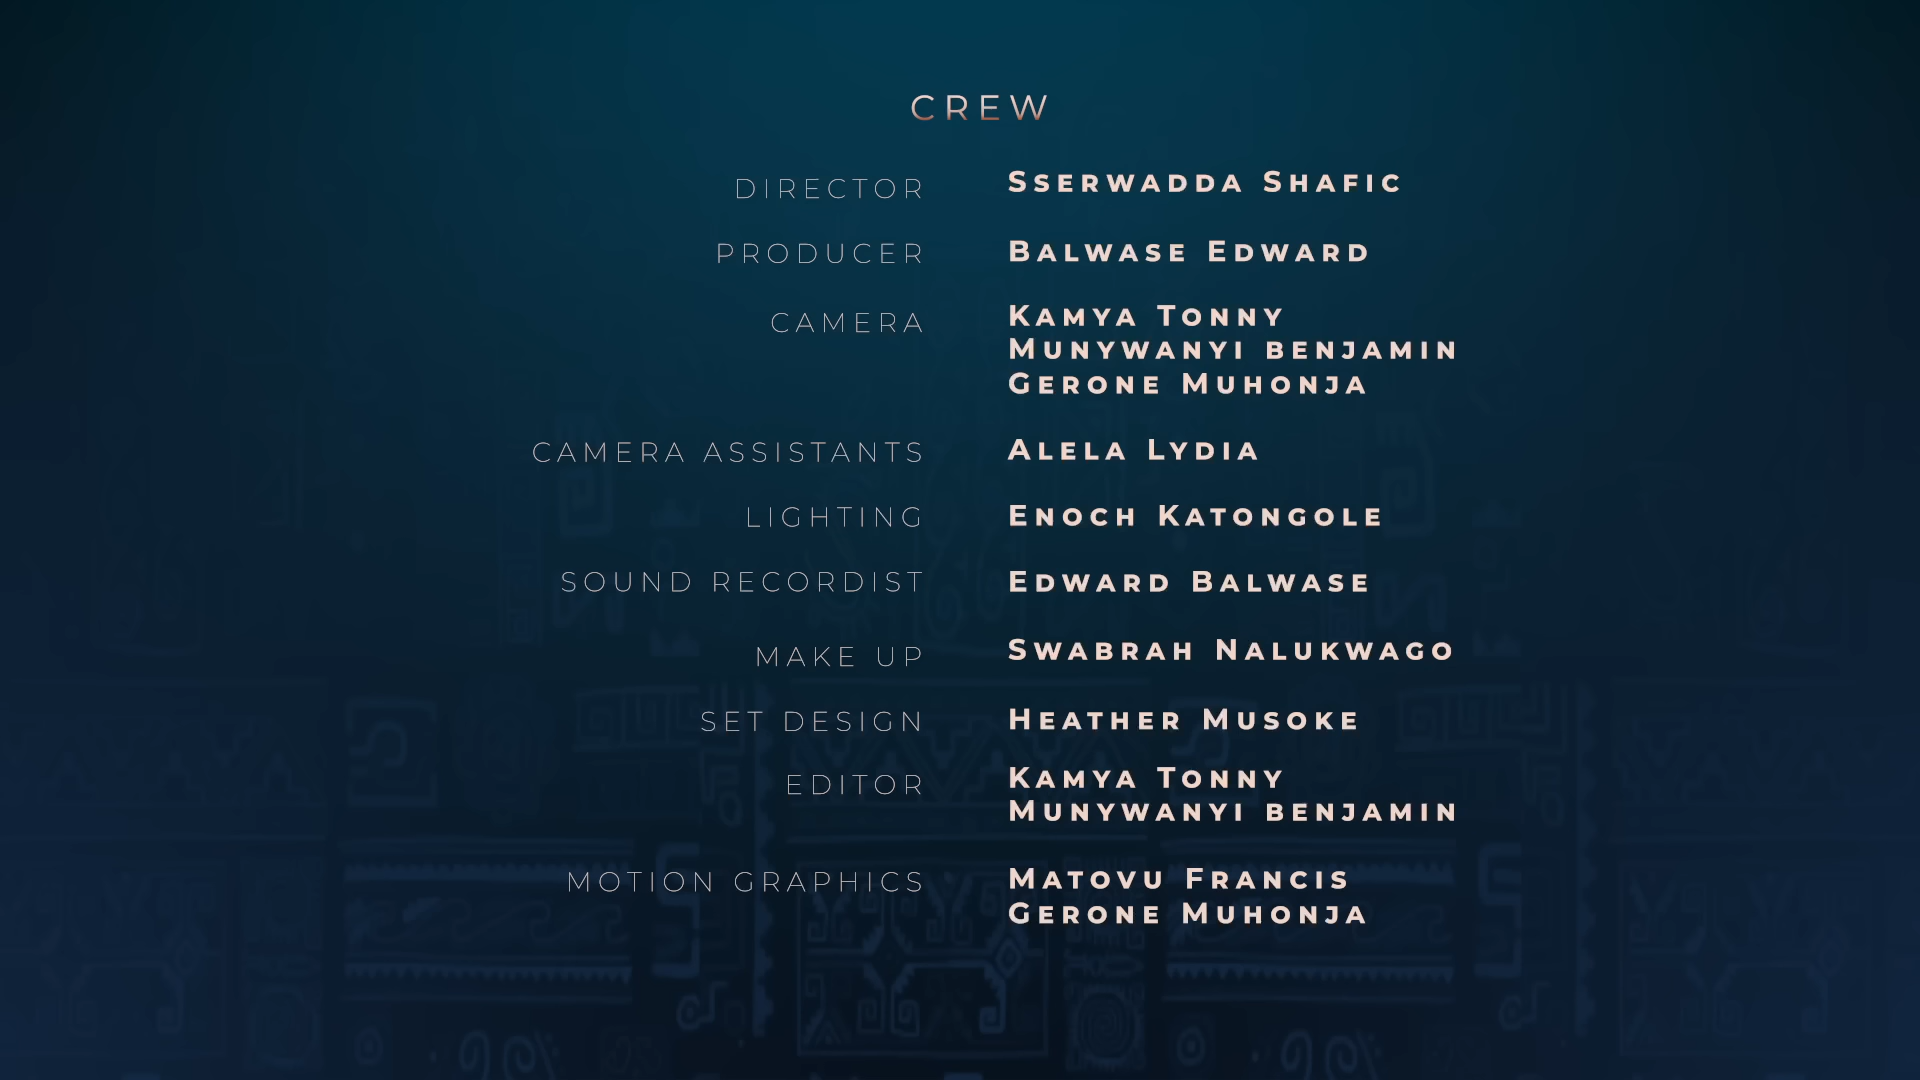 CREW
DIRECTOR SSERWADDA SHAFIC
PRODUCER BALWASE EDWARD
CAMERA KAMYA TONNY
MUNYWANYI BENJAMIN
GERONE MUHONJA
CAMERA ASSISTANTS ALELA LYDIA
LIGHTING ENOCH KATONGOLE
SOUND RECORDIST EDWARD BALWASE
MAKE UP SWABRAH NALUKWAGO
SET DESIGN HEATHER MUSOKE
EDITOR KAMYA TONNY
MUNYWANYI BENJAMIN
MOTION GRAPHICS MATOVU FRANCIS
GERONE MUHONJA